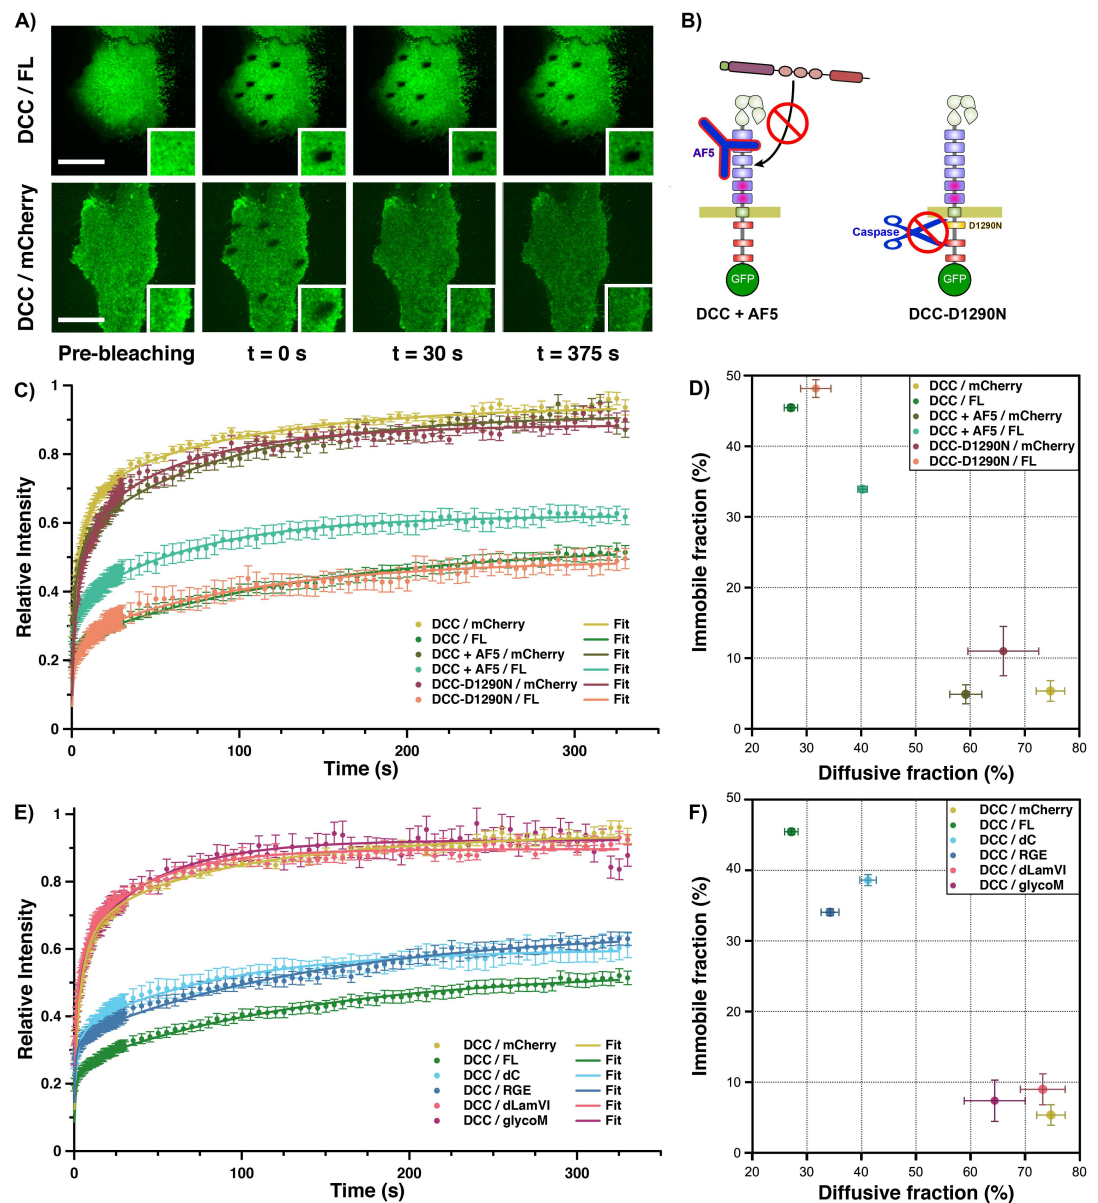 A)
DCC / FL
DCC / mCherry
Pre-bleaching
t = 0 s
t = 30 s
t = 375 s
B)
AF5
GFP
DCC + AF5
Caspase
D1290N
GFP
DCC-D1290N
C)
1
0.8
0.6
0.4
0.2
0
Relative Intensity
0
100
200
300
Time (s)
DCC / mCherry Fit
DCC / FL Fit
DCC + AF5 / mCherry Fit
DCC + AF5 / FL Fit
DCC-D1290N / mCherry Fit
DCC-D1290N / FL Fit
D)
50
40
30
20
10
0
Immobile fraction (%)
20
30
40
50
60
70
80
Diffusive fraction (%)
DCC / mCherry
DCC / FL
DCC + AF5 / mCherry
DCC + AF5 / FL
DCC-D1290N / mCherry
DCC-D1290N / FL
E)
1
0.8
0.6
0.4
0.2
0
Relative Intensity
0
100
200
300
Time (s)
DCC / mCherry Fit
DCC / FL Fit
DCC / dC Fit
DCC / RGE Fit
DCC / dLamVI Fit
DCC / glycoM Fit
F)
50
40
30
20
10
0
Immobile fraction (%)
20
30
40
50
60
70
80
Diffusive fraction (%)
DCC / mCherry
DCC / FL
DCC / dC
DCC / RGE
DCC / dLamVI
DCC / glycoM